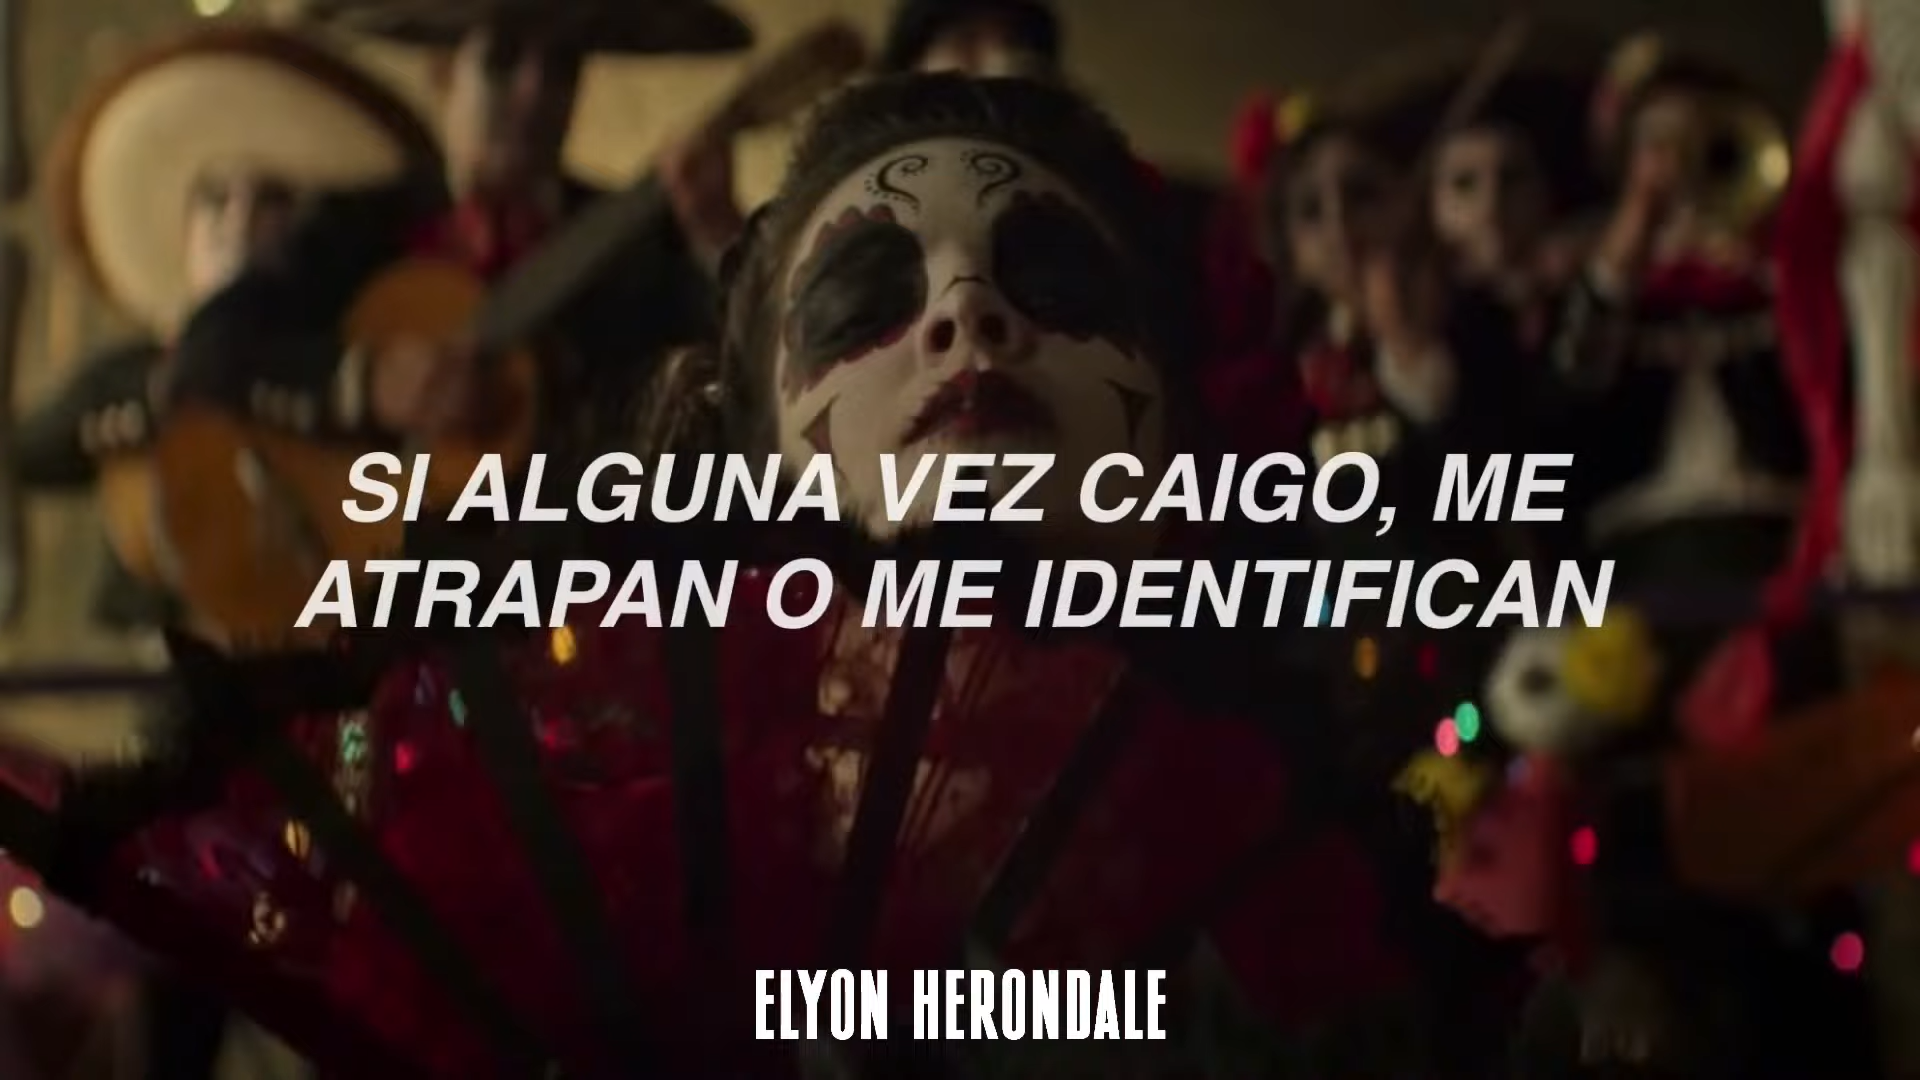 SI ALGUNA VEZ CAIGO, ME
ATRAPAN O ME IDENTIFICAN
ELYON HERONDALE